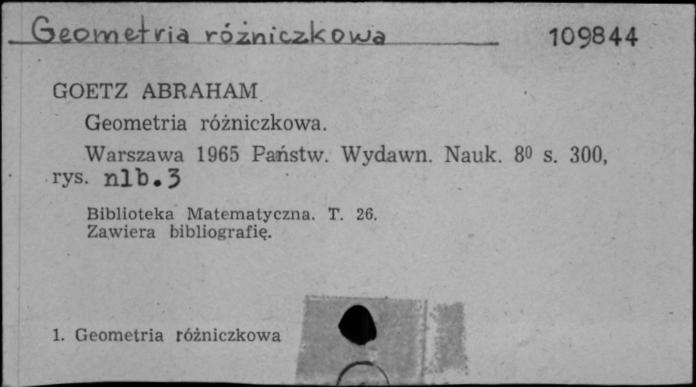 Geometria różniczkowa 109844
GOETZ ABRAHAM
Geometria różniczkowa.
Warszawa 1965 Państw. Wydawn. Nauk. 8⁰ s. 300,
rys. nlb. 3
Biblioteka Matematyczna. T. 26.
Zawiera bibliografię.
1. Geometria różniczkowa